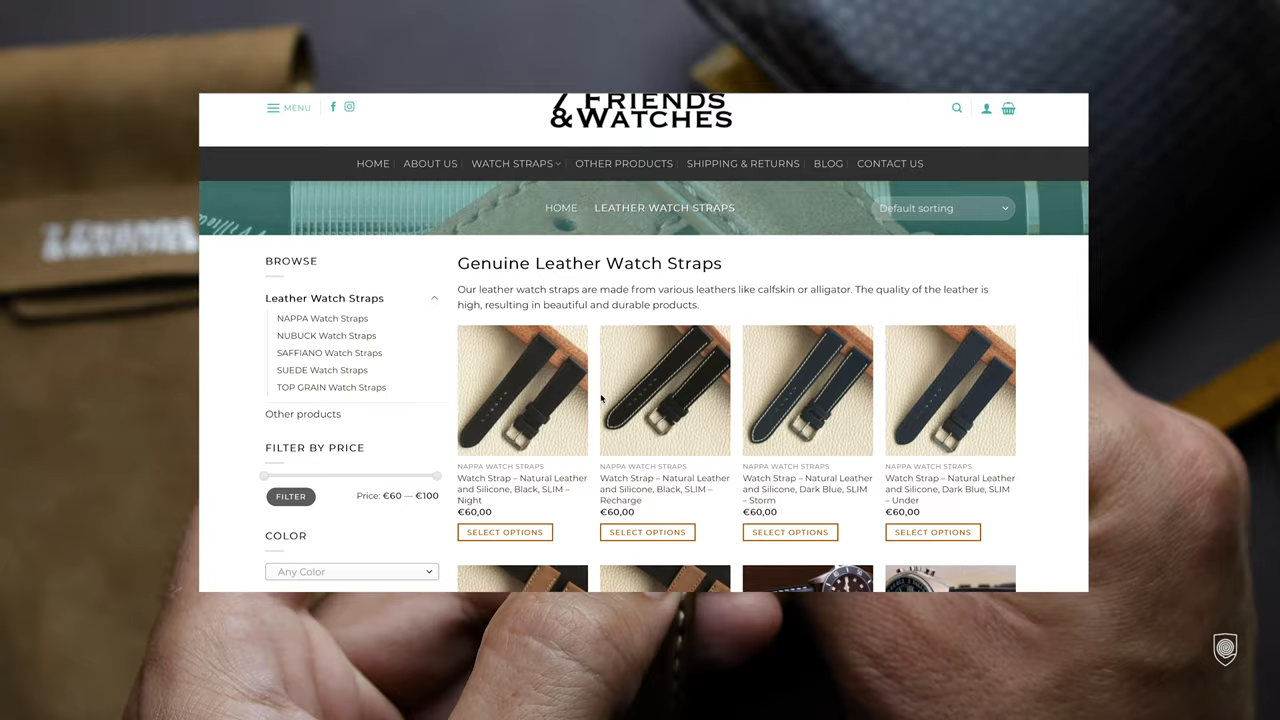 MENU
7 FRIENDS
&WATCHES
HOME
ABOUT US
WATCH STRAPS
OTHER PRODUCTS
SHIPPING & RETURNS
BLOG
CONTACT US
HOME
LEATHER WATCH STRAPS
Default sorting
BROWSE
Leather Watch Straps
NAPPA Watch Straps
NUBUCK Watch Straps
SAFFIANO Watch Straps
SUEDE Watch Straps
TOP GRAIN Watch Straps
Other products
FILTER BY PRICE
FILTER
Price: €60 — €100
COLOR
Any Color
Genuine Leather Watch Straps
Our leather watch straps are made from various leathers like calfskin or alligator. The quality of the leather is
high, resulting in beautiful and durable products.
NAPPA WATCH STRAPS
Watch Strap – Natural Leather
and Silicone, Black, SLIM –
Night
€60,00
SELECT OPTIONS
NAPPA WATCH STRAPS
Watch Strap – Natural Leather
and Silicone, Black, SLIM –
Recharge
€60,00
SELECT OPTIONS
NAPPA WATCH STRAPS
Watch Strap – Natural Leather
and Silicone, Dark Blue, SLIM
– Storm
€60,00
SELECT OPTIONS
NAPPA WATCH STRAPS
Watch Strap – Natural Leather
and Silicone, Dark Blue, SLIM
– Under
€60,00
SELECT OPTIONS